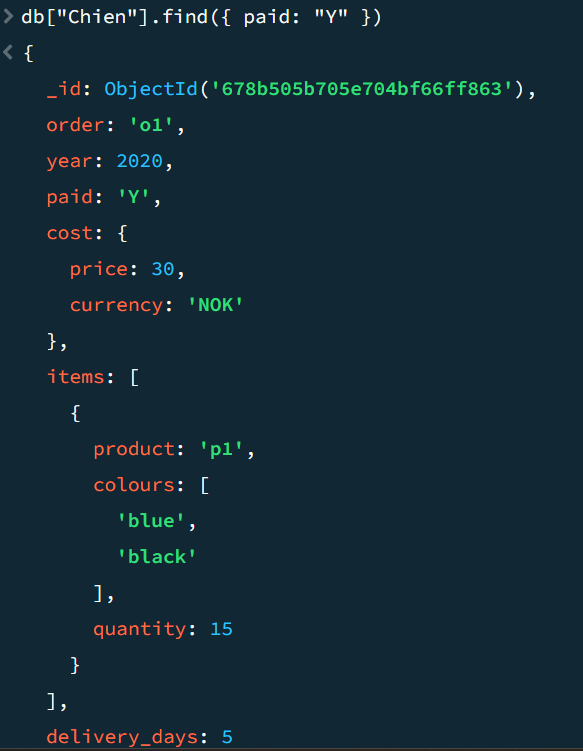 > db["Chien"].find({ paid: "Y" })
< {
_id: ObjectId('678b505b705e704bf66ff863'),
order: 'o1',
year: 2020,
paid: 'Y',
cost: {
price: 30,
currency: 'NOK'
},
items: [
{
product: 'p1',
colours: [
'blue',
'black'
],
quantity: 15
}
],
delivery_days: 5